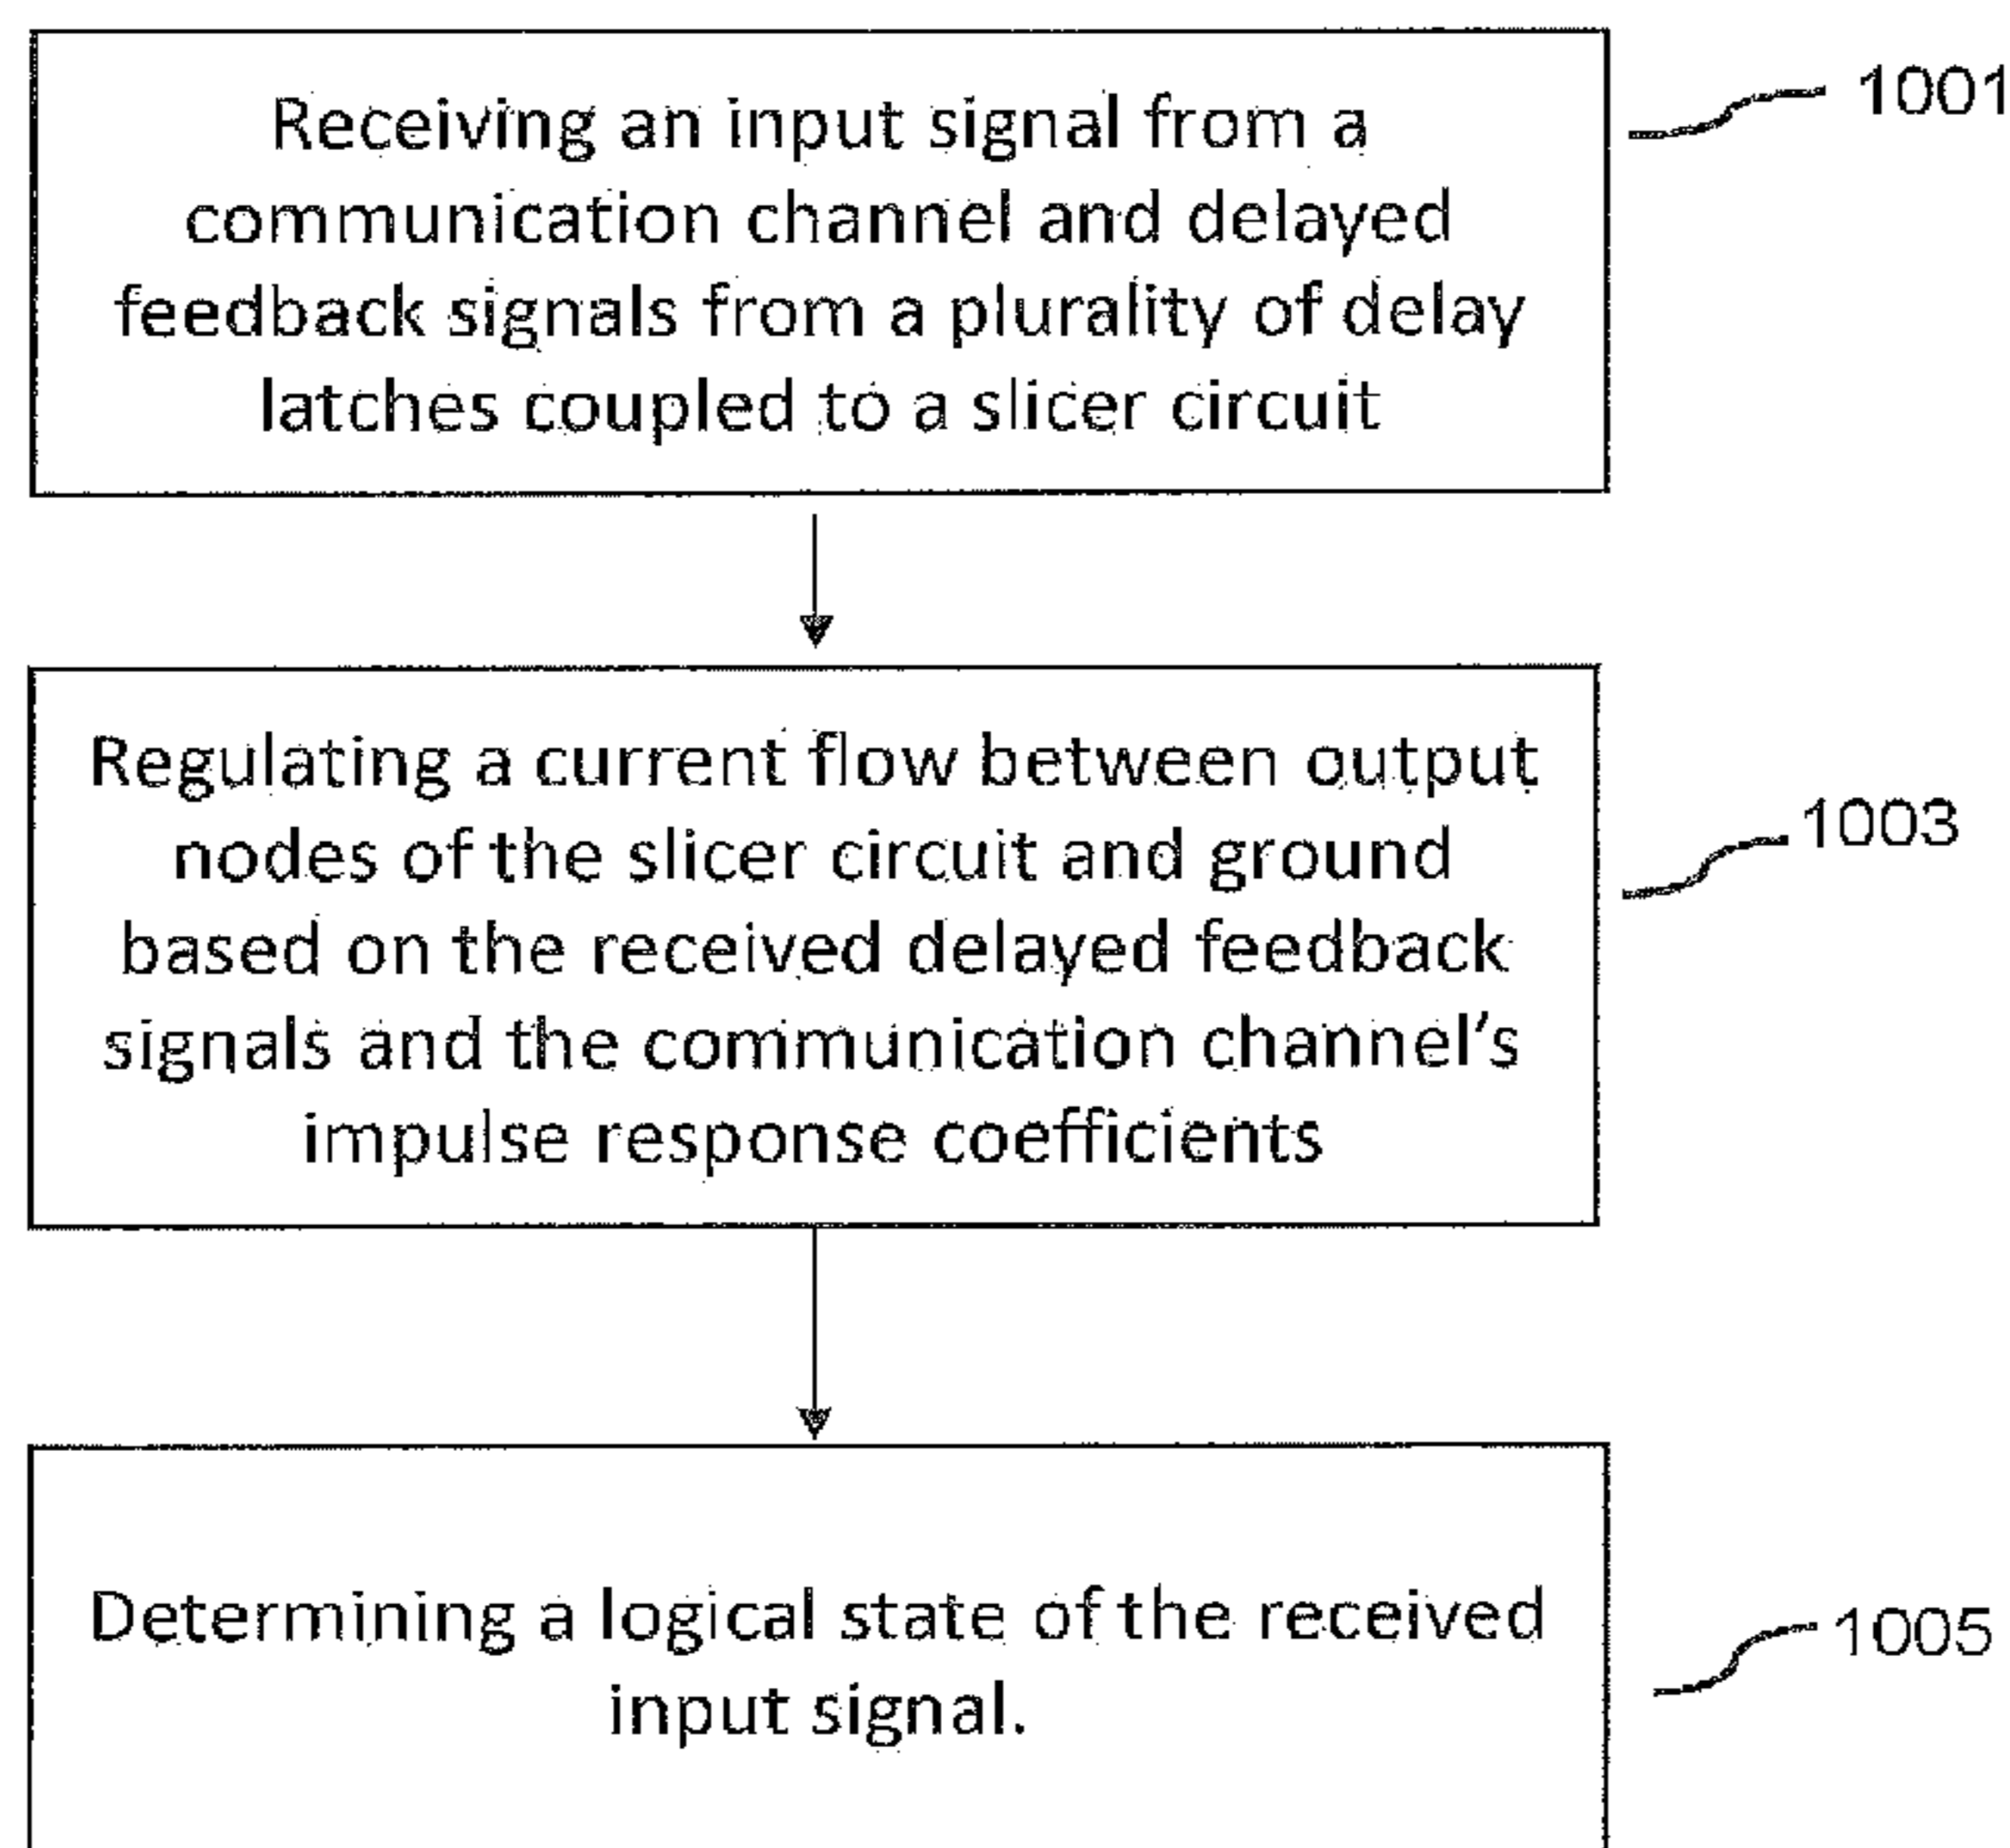 Receiving an input signal from a
communication channel and delayed
feedback signals from a plurality of delay
latches coupled to a slicer circuit
1001
Regulating a current flow between output
nodes of the slicer circuit and ground
based on the received delayed feedback
signals and the communication channel's
impulse response coefficients
1003
Determining a logical state of the received
input signal.
1005